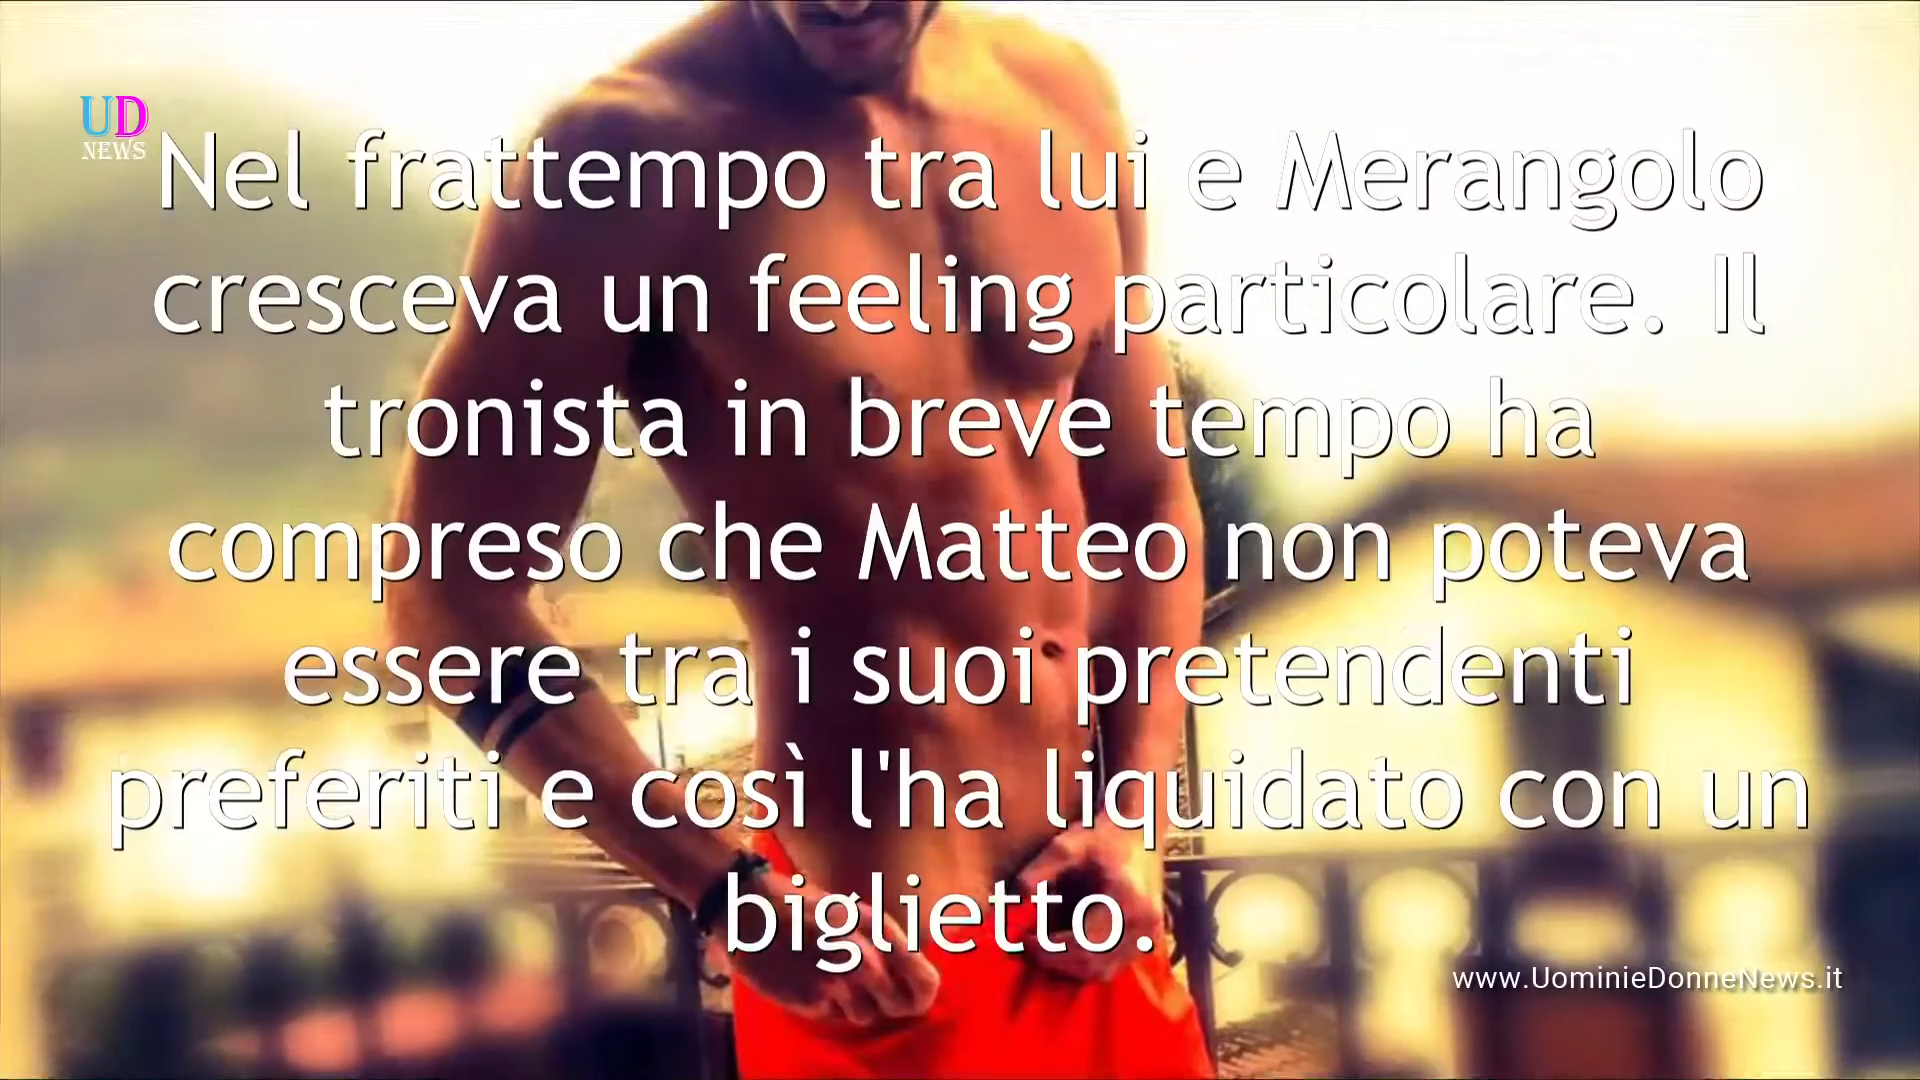 UD
NEWS
Nel frattempo tra lui e Merangolo
cresceva un feeling particolare. Il
tronista in breve tempo ha
compreso che Matteo non poteva
essere tra i suoi pretendenti
preferiti e così l'ha liquidato con un
biglietto.
www.UominieDonneNews.it